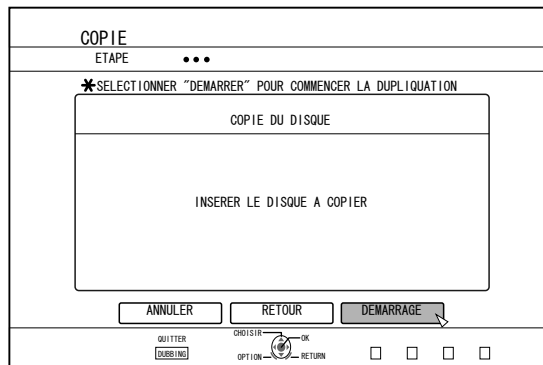 COPIE
ETAPE •••
*SELECTIONNER "DEMARRER" POUR COMMENCER LA DUPLIQUATION
COPIE DU DISQUE
INSERER LE DISQUE A COPIER
ANNULER RETOUR DEMARRAGE
QUITTER
DUBBING
CHOISIR OK
OPTION RETURN